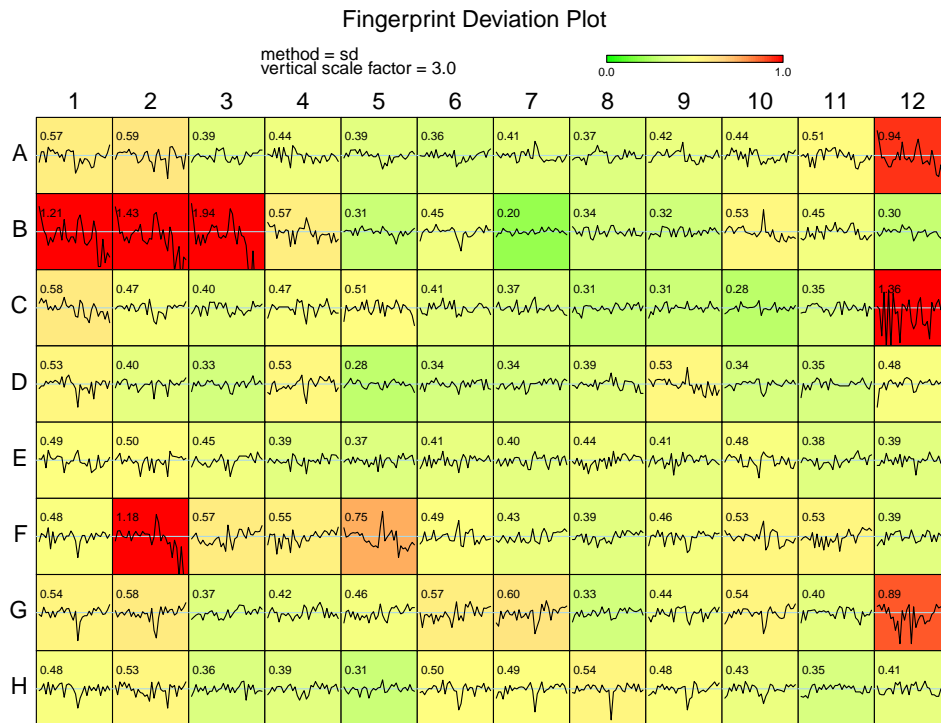 Fingerprint Deviation Plot
method = sd
vertical scale factor = 3.0
0.0 1.0
1 2 3 4 5 6 7 8 9 10 11 12
A 0.57 0.59 0.39 0.44 0.39 0.36 0.41 0.37 0.42 0.44 0.51 0.94
B 1.21 1.43 1.94 0.57 0.31 0.45 0.20 0.34 0.32 0.53 0.45 0.30
C 0.58 0.47 0.40 0.47 0.51 0.41 0.37 0.31 0.31 0.28 0.35 1.36
D 0.53 0.40 0.33 0.53 0.28 0.34 0.34 0.39 0.53 0.34 0.35 0.48
E 0.49 0.50 0.45 0.39 0.37 0.41 0.40 0.44 0.41 0.48 0.38 0.39
F 0.48 1.18 0.57 0.55 0.75 0.49 0.43 0.39 0.46 0.53 0.53 0.39
G 0.54 0.58 0.37 0.42 0.46 0.57 0.60 0.33 0.44 0.54 0.40 0.89
H 0.48 0.53 0.36 0.39 0.31 0.50 0.49 0.54 0.48 0.43 0.35 0.41